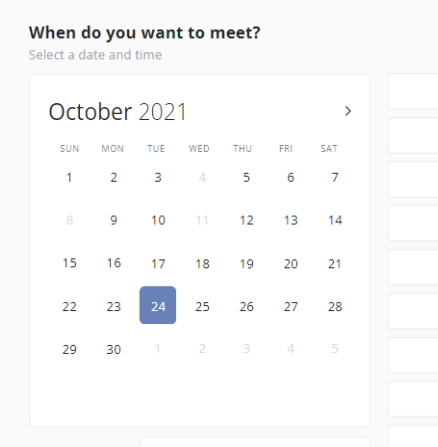 When do you want to meet?
Select a date and time
October 2021
SUN MON TUE WED THU FRI SAT
1 2 3 4 5 6 7
8 9 10 11 12 13 14
15 16 17 18 19 20 21
22 23 24 25 26 27 28
29 30 1 2 3 4 5